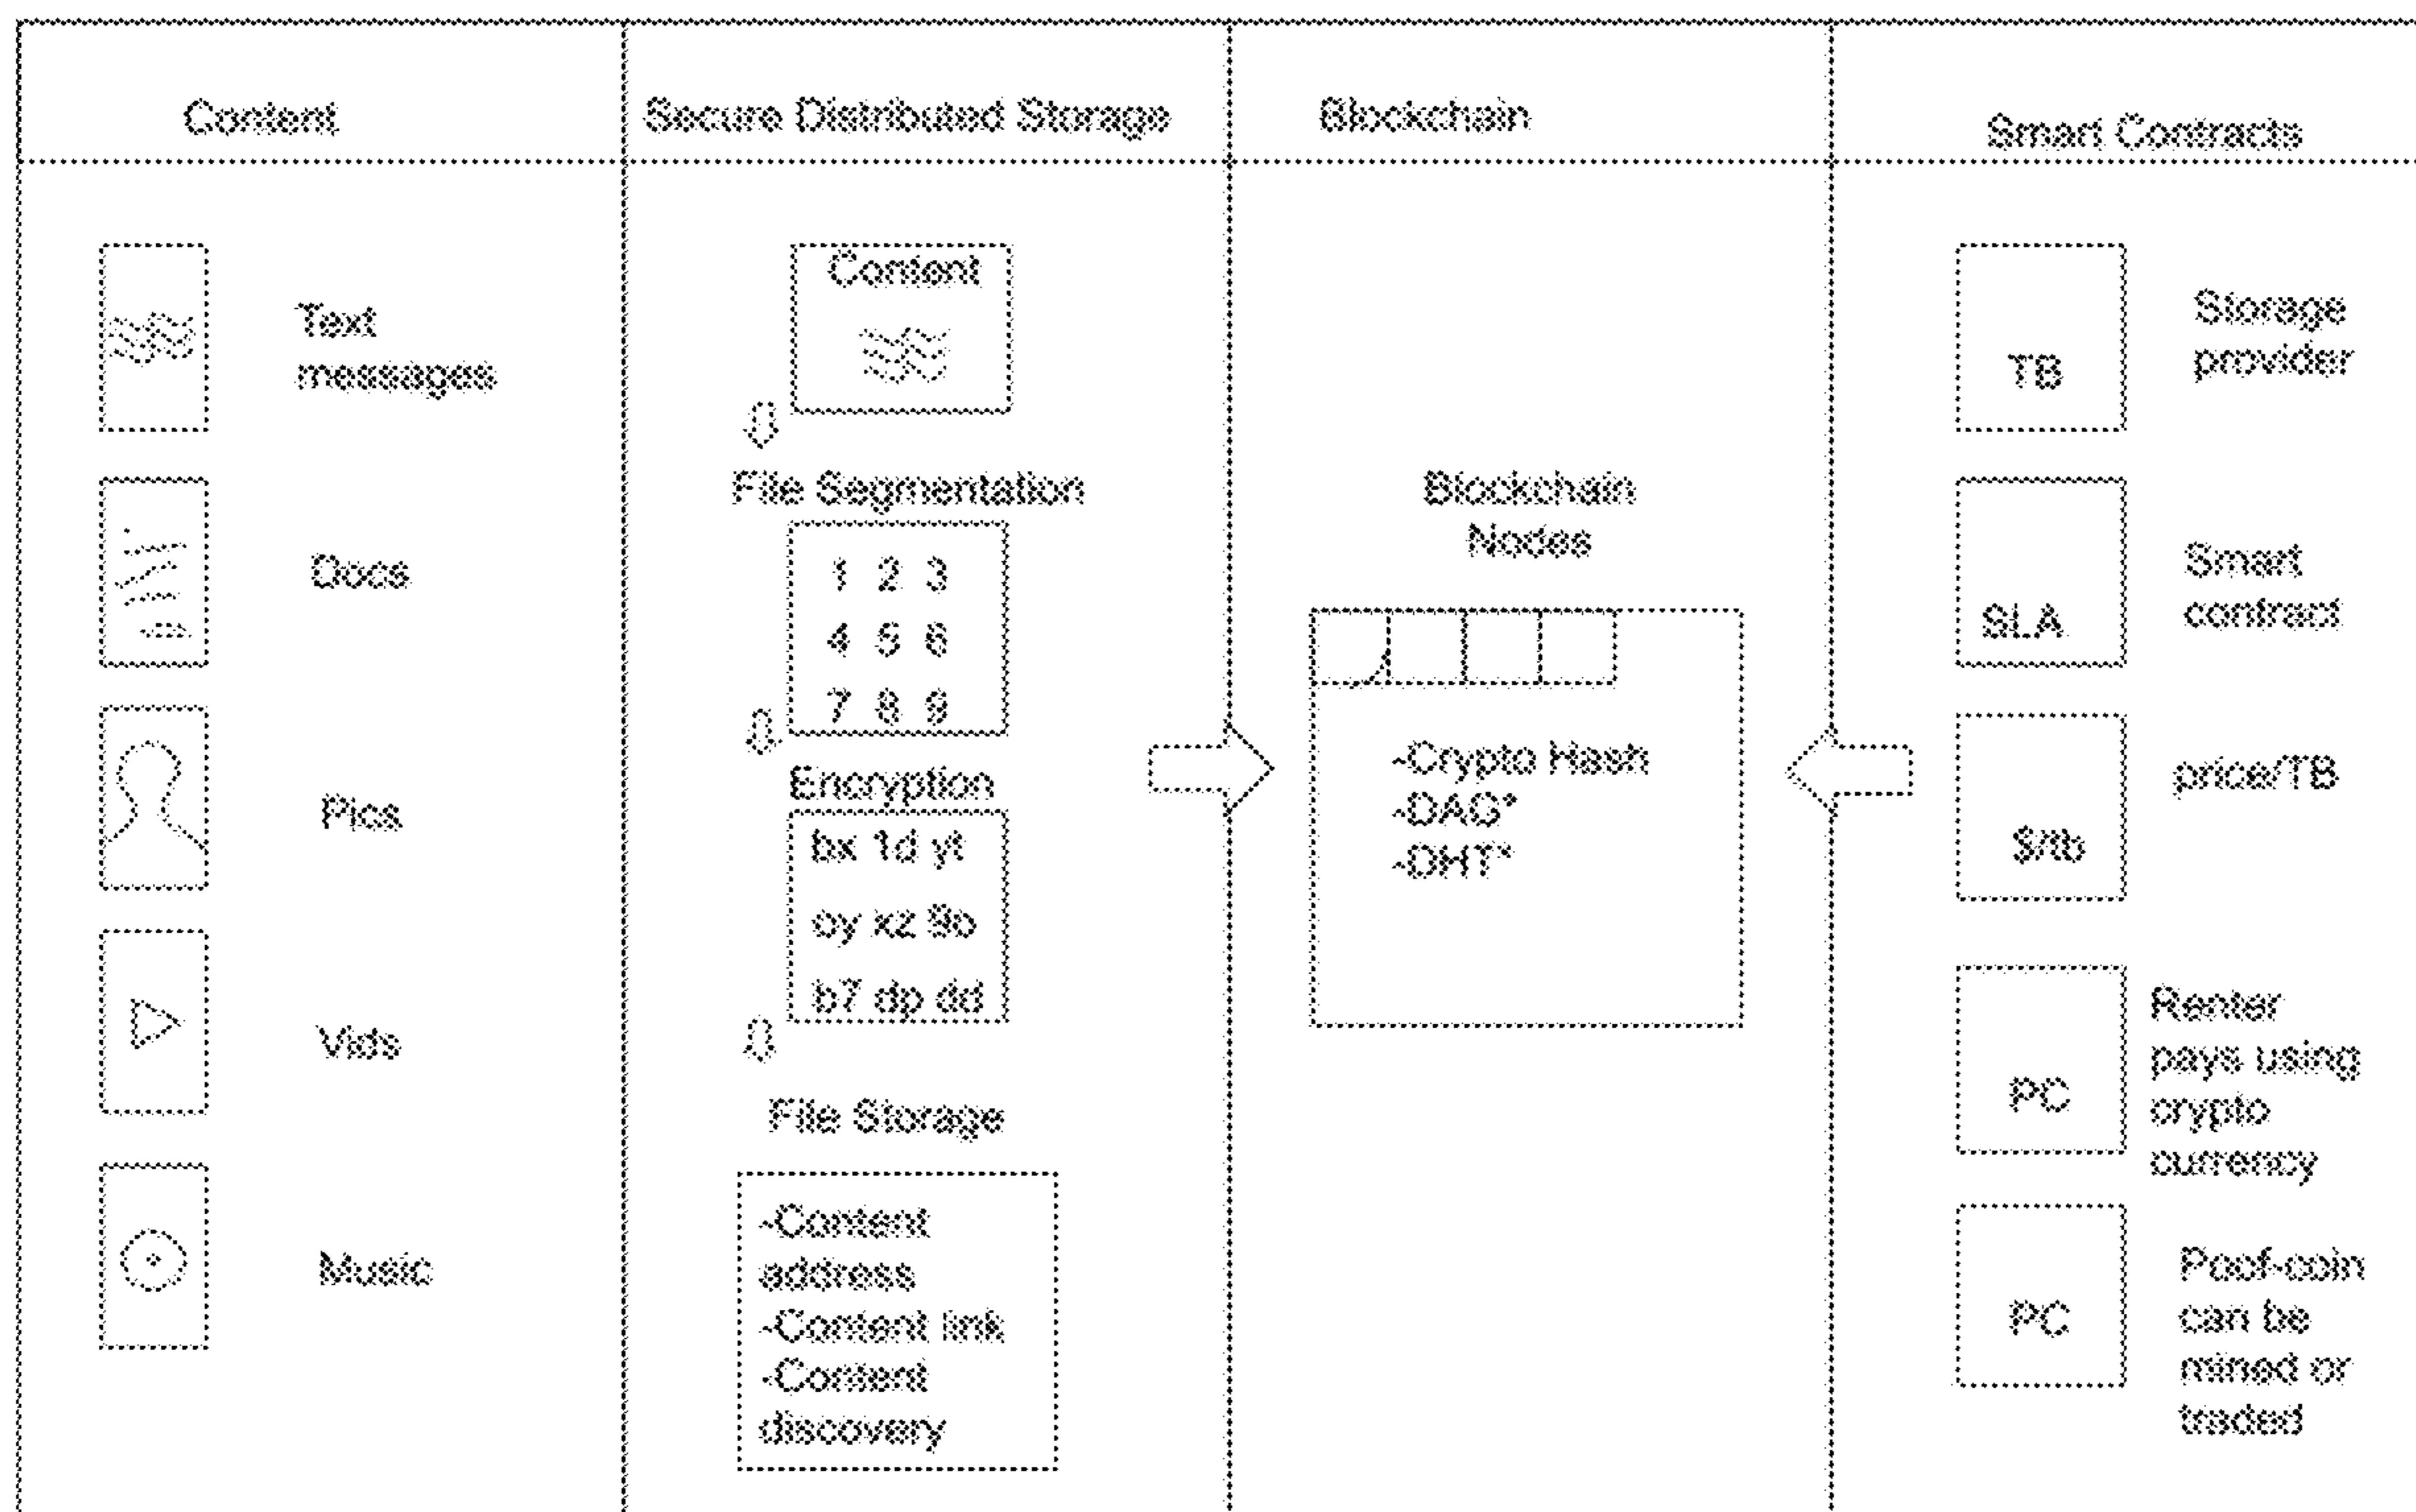 Content
Secure Distributed Storage
Blockchain
Smart Contracts
Text
messages
Docs
Pics
Vids
Music
Content
File Segmentation
1 2 3
4 5 6
7 8 9
Encryption
bx 1d yt
oy xz 9o
b7 dp dd
File Storage
-Content
address
-Content link
-Content
discovery
Blockchain
Nodes
-Crypto Hash
-DAG*
-DHT*
TB
Storage
provider
SLA
Smart
contract
$/tb
price/TB
PC
Renter
pays using
crypto
currency
PC
Poof-coin
can be
mined or
traded